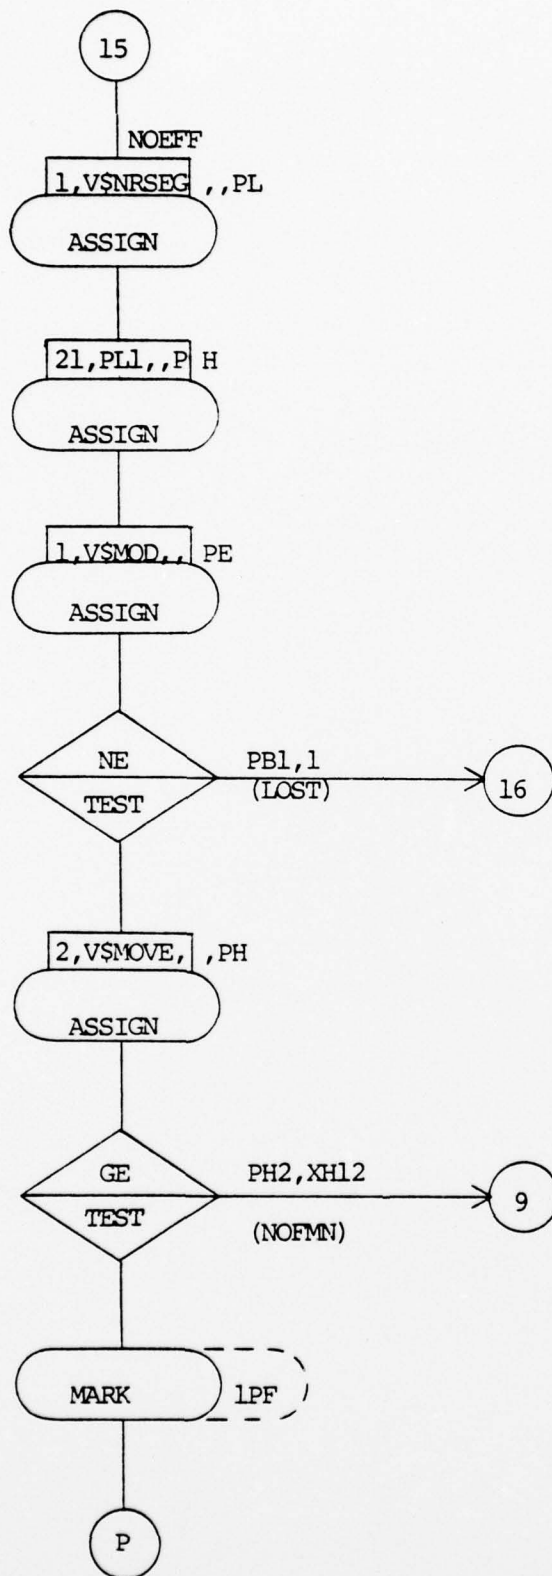 15
NOEFF
1,V$NRSEG ,,PL
ASSIGN
21,PL1,,P H
ASSIGN
1,V$MOD,, PE
ASSIGN
NE
TEST
PB1,1
(LOST)
16
2,V$MOVE, ,PH
ASSIGN
GE
TEST
PH2,XH12
(NOFMN)
9
MARK
1PF
P